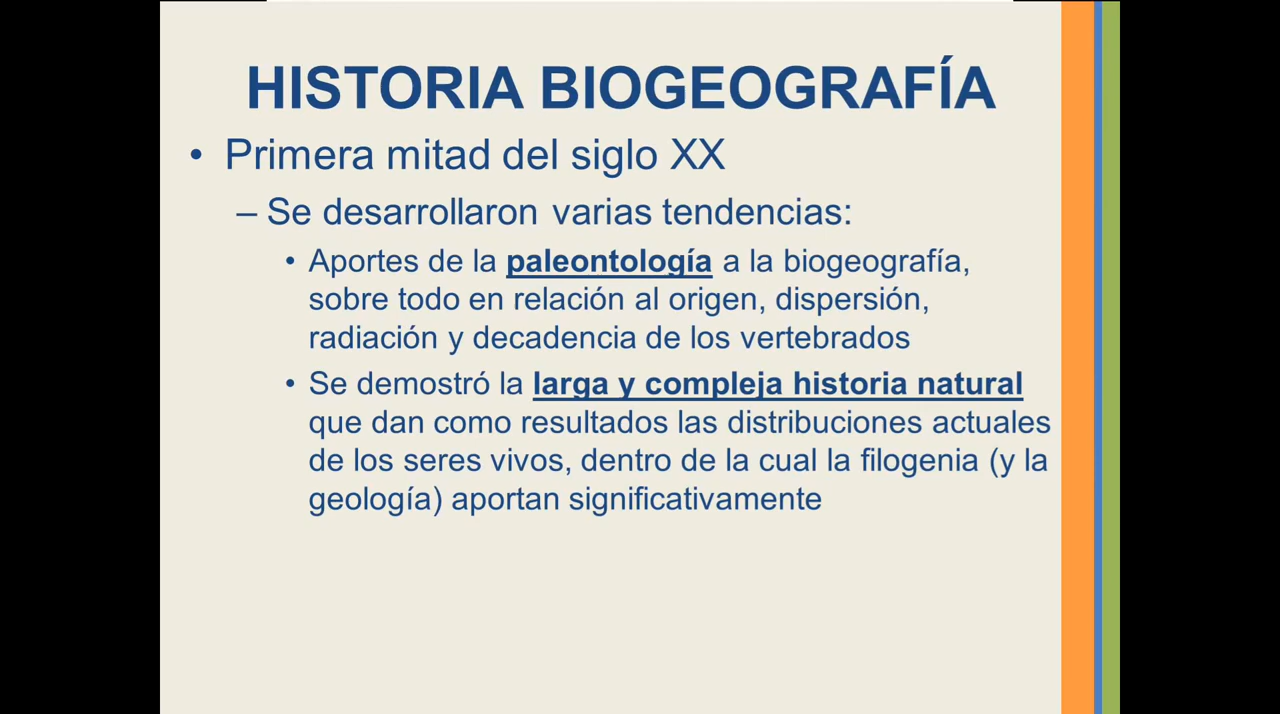 HISTORIA BIOGEOGRAFÍA
• Primera mitad del siglo XX
– Se desarrollaron varias tendencias:
• Aportes de la paleontología a la biogeografía,
sobre todo en relación al origen, dispersión,
radiación y decadencia de los vertebrados
• Se demostró la larga y compleja historia natural
que dan como resultados las distribuciones actuales
de los seres vivos, dentro de la cual la filogenia (y la
geología) aportan significativamente